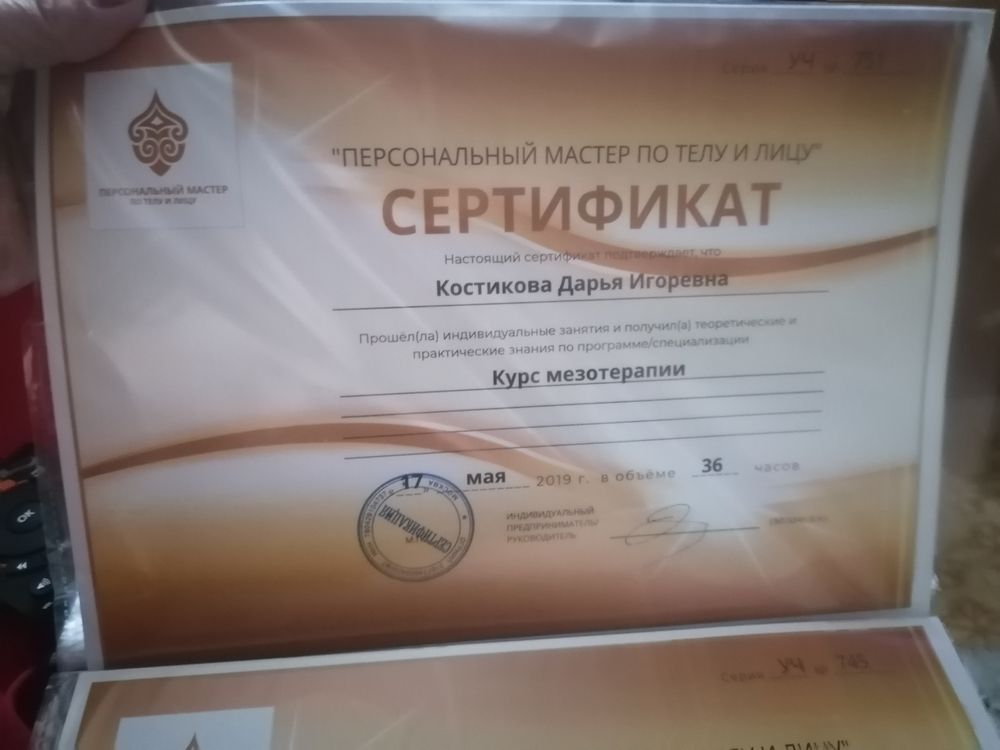 Серия УЧ № 751
ПЕРСОНАЛЬНЫЙ МАСТЕР
ПО ТЕЛУ И ЛИЦУ
"ПЕРСОНАЛЬНЫЙ МАСТЕР ПО ТЕЛУ И ЛИЦУ"
СЕРТИФИКАТ
Настоящий сертификат подтверждает, что
Костикова Дарья Игоревна
Прошёл(ла) индивидуальные занятия и получил(а) теоретические и
практические знания по программе/специализации
Курс мезотерапии
"17" мая 2019 г. в объёме 36 часов
МОСКВА
СЕРТИФИКАЦИЯ
М.
ИНДИВИДУАЛЬНЫЙ
ПРЕДПРИНИМАТЕЛЬ/
РУКОВОДИТЕЛЬ
Серия УЧ № 745